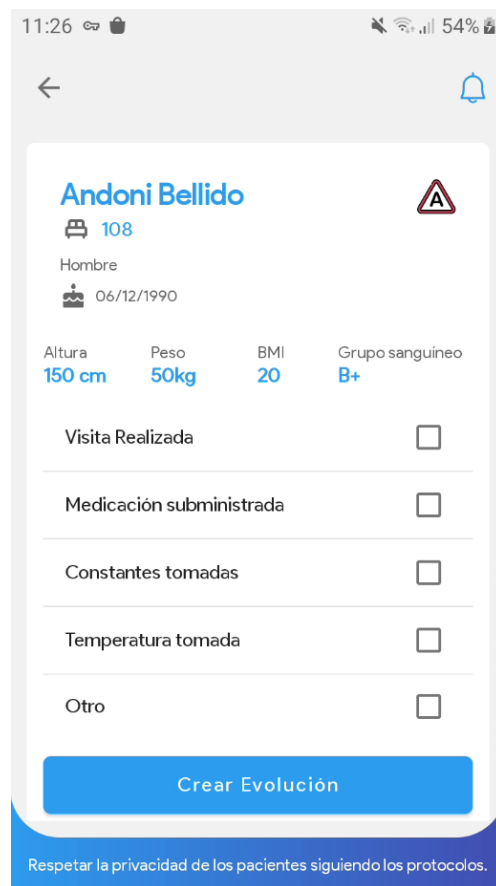 11:26 54%
Andoni Bellido
A
108
Hombre
06/12/1990
Altura Peso BMI Grupo sanguíneo
150 cm 50kg 20 B+
Visita Realizada
Medicación subministrada
Constantes tomadas
Temperatura tomada
Otro
Crear Evolución
Respetar la privacidad de los pacientes siguiendo los protocolos.